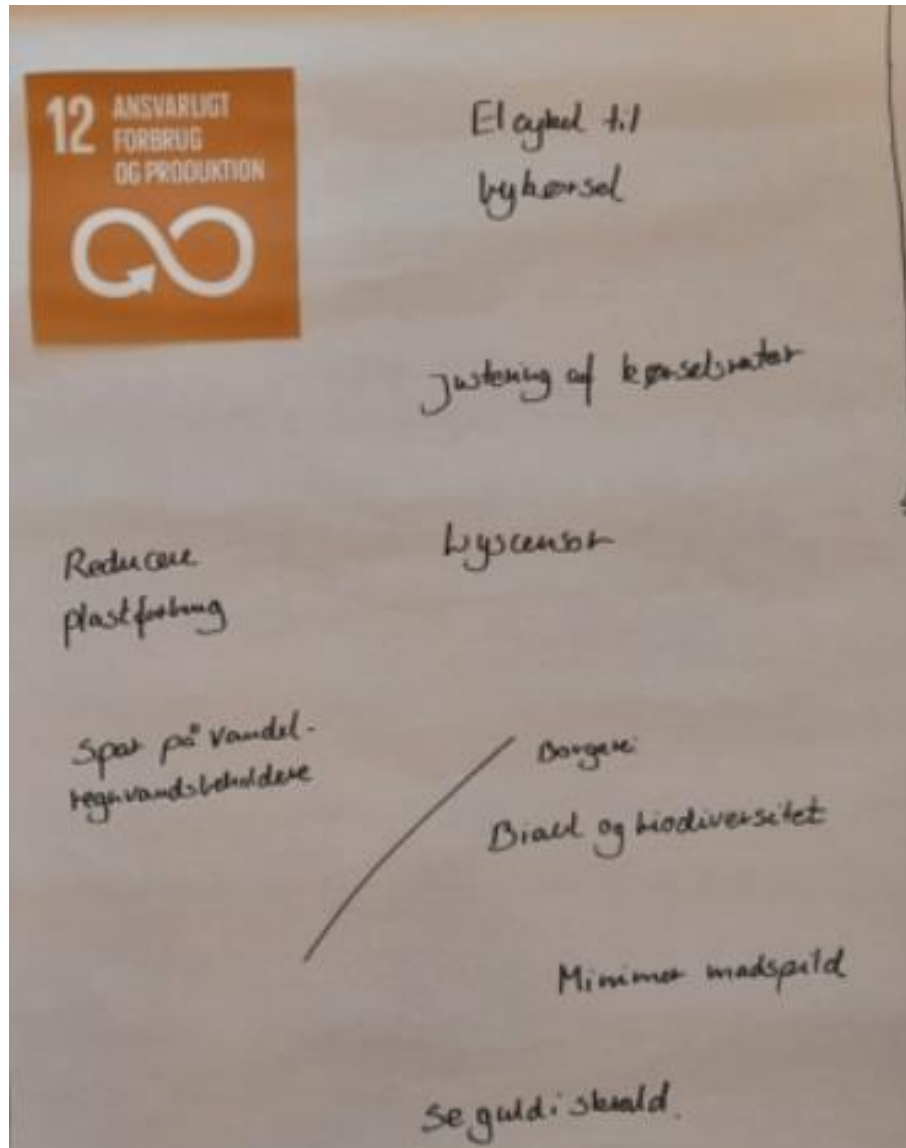 12 ANSVARLIGT
FORBRUG
OG PRODUKTION
El cykel til
bykørsel
Justering af kørselsruter
Lyscensor
Reducere
plastforbrug
Spar på vandet -
regnvandsbeholdere
Borgere:
Biavl og biodiversitet
Minimer madspild
Se guld i skrald.